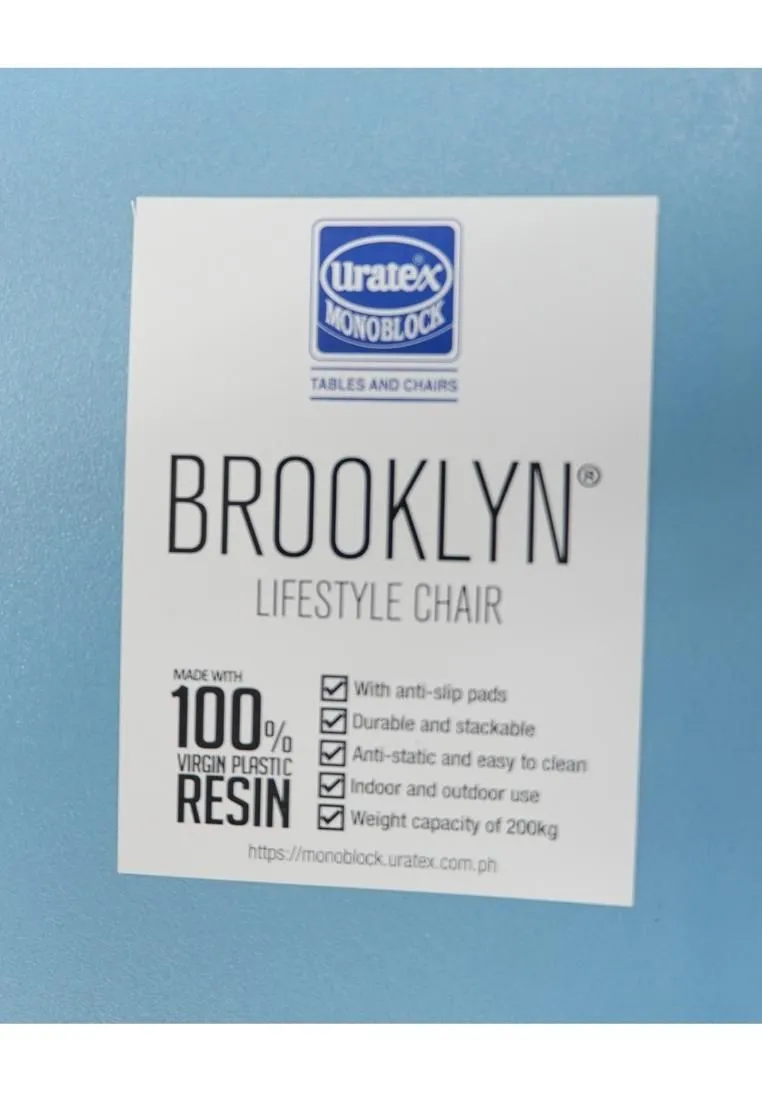 uratex®
MONOBLOCK
TABLES AND CHAIRS
BROOKLYN®
LIFESTYLE CHAIR
MADE WITH
100%
VIRGIN PLASTIC
RESIN
With anti-slip pads
Durable and stackable
Anti-static and easy to clean
Indoor and outdoor use
Weight capacity of 200kg
https://monoblock.uratex.com.ph